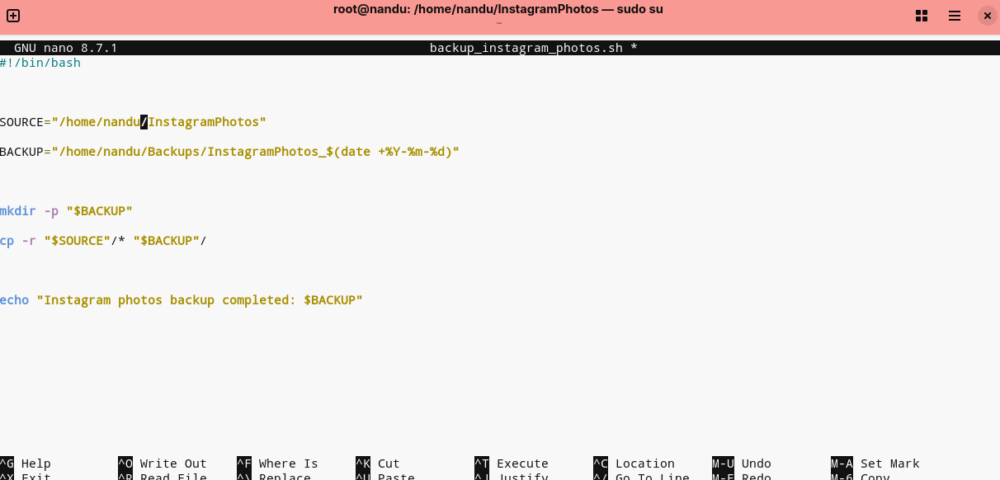 root@nandu: /home/nandu/InstagramPhotos — sudo su
~
GNU nano 8.7.1 backup_instagram_photos.sh *
#!/bin/bash
SOURCE="/home/nandu/InstagramPhotos"
BACKUP="/home/nandu/Backups/InstagramPhotos_$(date +%Y-%m-%d)"
mkdir -p "$BACKUP"
cp -r "$SOURCE"/* "$BACKUP"/
echo "Instagram photos backup completed: $BACKUP"
^G Help ^O Write Out ^F Where Is ^K Cut ^T Execute ^C Location M-U Undo M-A Set Mark
^X Exit ^R Read File ^\ Replace ^U Paste ^J Justify ^/ Go To Line M-E Redo M-6 Copy